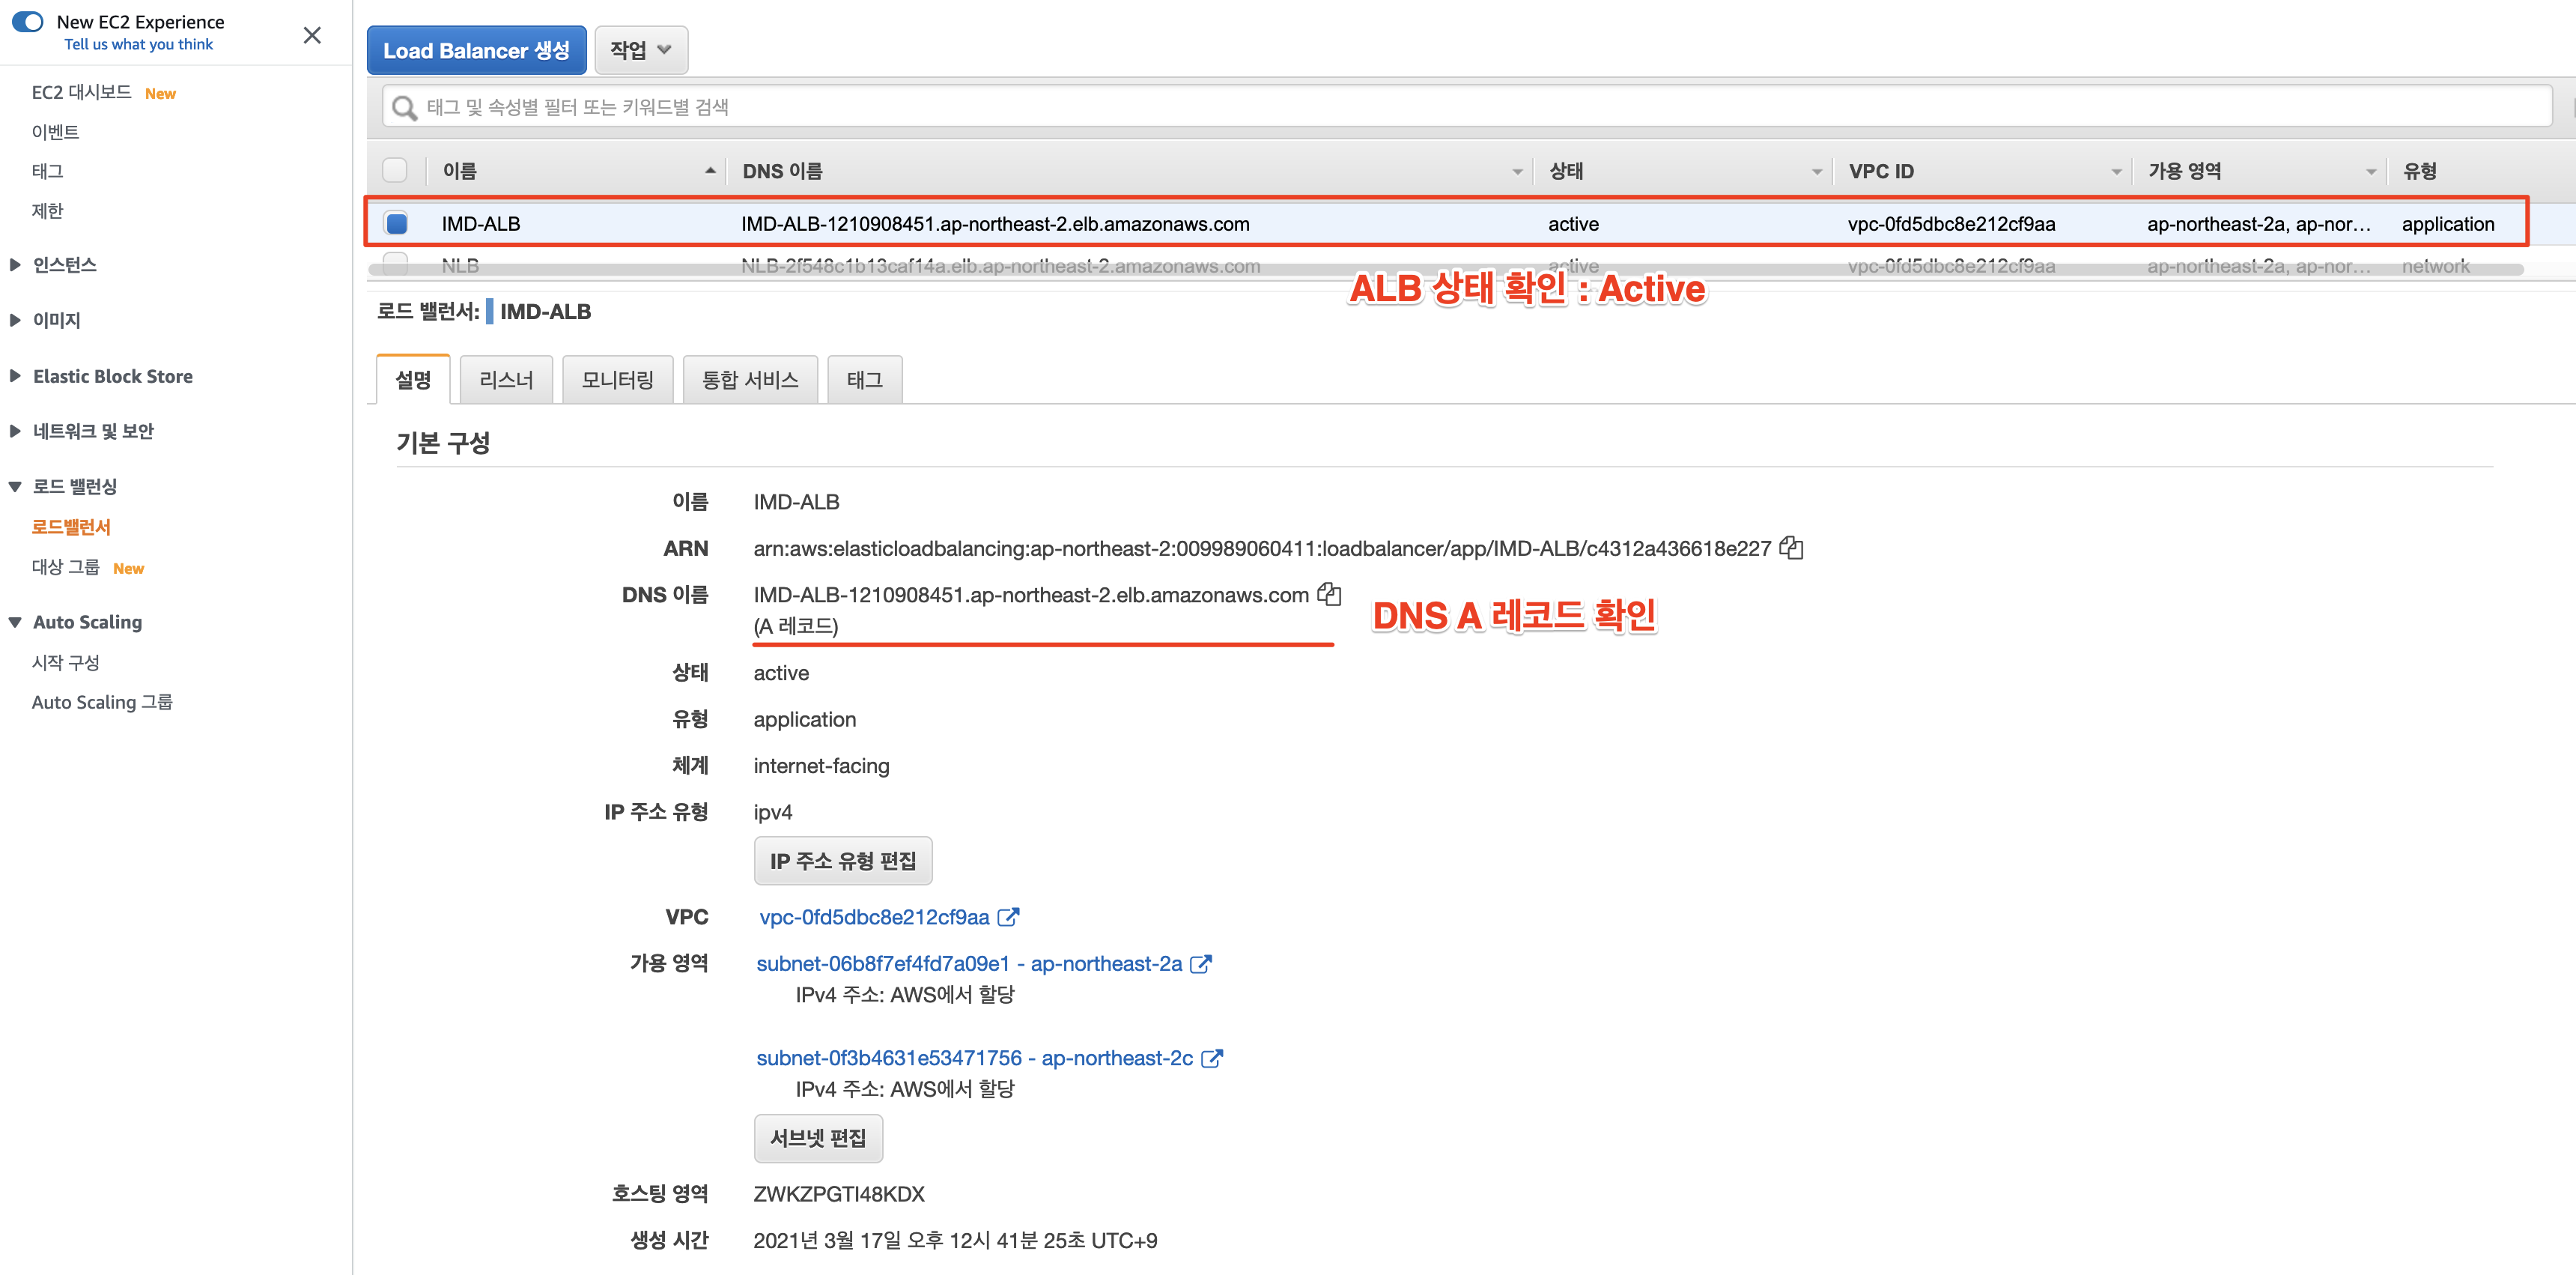 New EC2 Experience
Tell us what you think
EC2 대시보드 New
이벤트
태그
제한
인스턴스
이미지
Elastic Block Store
네트워크 및 보안
로드 밸런싱
로드밸런서
대상 그룹 New
Auto Scaling
시작 구성
Auto Scaling 그룹
Load Balancer 생성 작업
태그 및 속성별 필터 또는 키워드별 검색
이름 DNS 이름 상태 VPC ID 가용 영역 유형
IMD-ALB IMD-ALB-1210908451.ap-northeast-2.elb.amazonaws.com active vpc-0fd5dbc8e212cf9aa ap-northeast-2a, ap-nor... application
NLB NLB-2f548c1b13caf14a.elb.ap-northeast-2.amazonaws.com active vpc-0fd5dbc8e212cf9aa ap-northeast-2a, ap-nor... network
ALB 상태 확인 : Active
로드 밸런서: IMD-ALB
설명 리스너 모니터링 통합 서비스 태그
기본 구성
이름 IMD-ALB
ARN arn:aws:elasticloadbalancing:ap-northeast-2:009989060411:loadbalancer/app/IMD-ALB/c4312a436618e227
DNS 이름 IMD-ALB-1210908451.ap-northeast-2.elb.amazonaws.com
(A 레코드)
DNS A 레코드 확인
상태 active
유형 application
체계 internet-facing
IP 주소 유형 ipv4
IP 주소 유형 편집
VPC vpc-0fd5dbc8e212cf9aa
가용 영역 subnet-06b8f7ef4fd7a09e1 - ap-northeast-2a
IPv4 주소: AWS에서 할당
subnet-0f3b4631e53471756 - ap-northeast-2c
IPv4 주소: AWS에서 할당
서브넷 편집
호스팅 영역 ZWKZPGTI48KDX
생성 시간 2021년 3월 17일 오후 12시 41분 25초 UTC+9